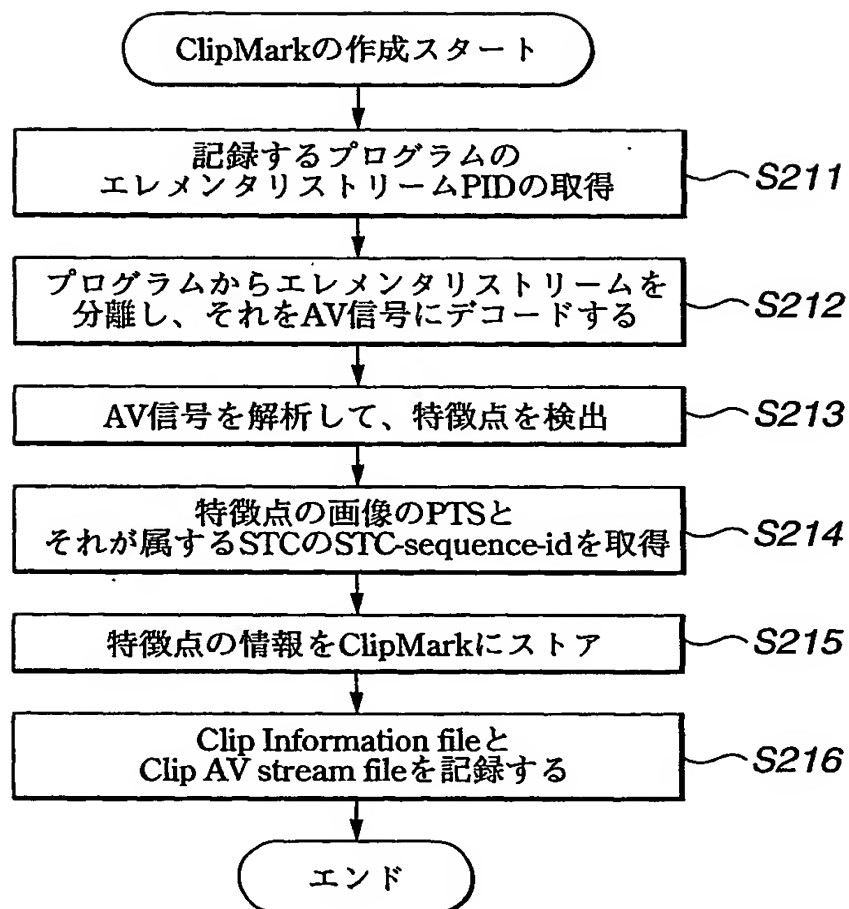 ClipMarkの作成スタート
記録するプログラムの
エレメンタリストリームPIDの取得
S211
プログラムからエレメンタリストリームを
分離し、それをAV信号にデコードする
S212
AV信号を解析して、特徴点を検出
S213
特徴点の画像のPTSと
それが属するSTCのSTC-sequence-idを取得
S214
特徴点の情報をClipMarkにストア
S215
Clip Information fileと
Clip AV stream fileを記録する
S216
エンド